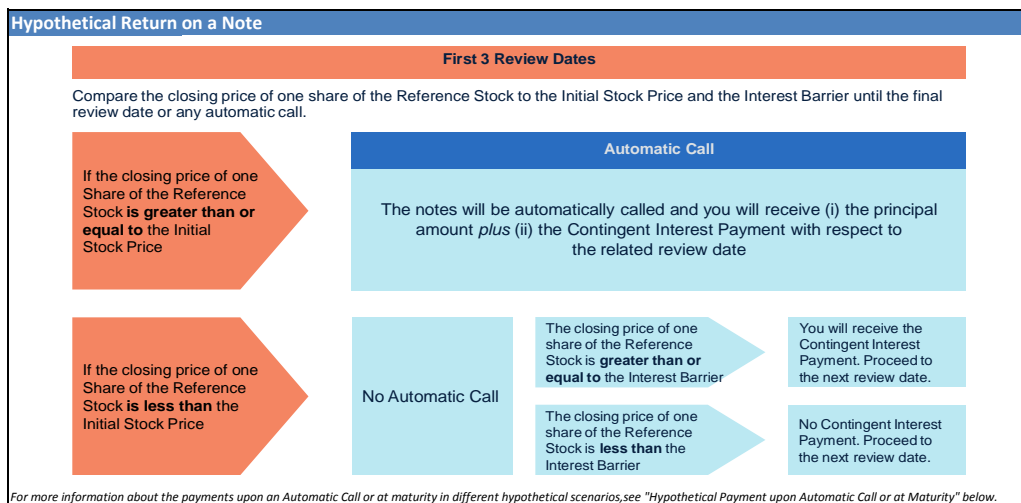 Hypothetical Return on a Note
First 3 Review Dates
Compare the closing price of one share of the Reference Stock to the Initial Stock Price and the Interest Barrier until the final
review date or any automatic call.
If the closing price of one
Share of the Reference
Stock is greater than or
equal to the Initial
Stock Price
Automatic Call
The notes will be automatically called and you will receive (i) the principal
amount plus (ii) the Contingent Interest Payment with respect to
the related review date
If the closing price of one
Share of the Reference
Stock is less than the
Initial Stock Price
No Automatic Call
The closing price of one
share of the Reference
Stock is greater than or
equal to the Interest Barrier
You will receive the
Contingent Interest
Payment. Proceed to
the next review date.
The closing price of one
share of the Reference
Stock is less than the
Interest Barrier
No Contingent Interest
Payment. Proceed to
the next review date.
For more information about the payments upon an Automatic Call or at maturity in different hypothetical scenarios,see "Hypothetical Payment upon Automatic Call or at Maturity" below.